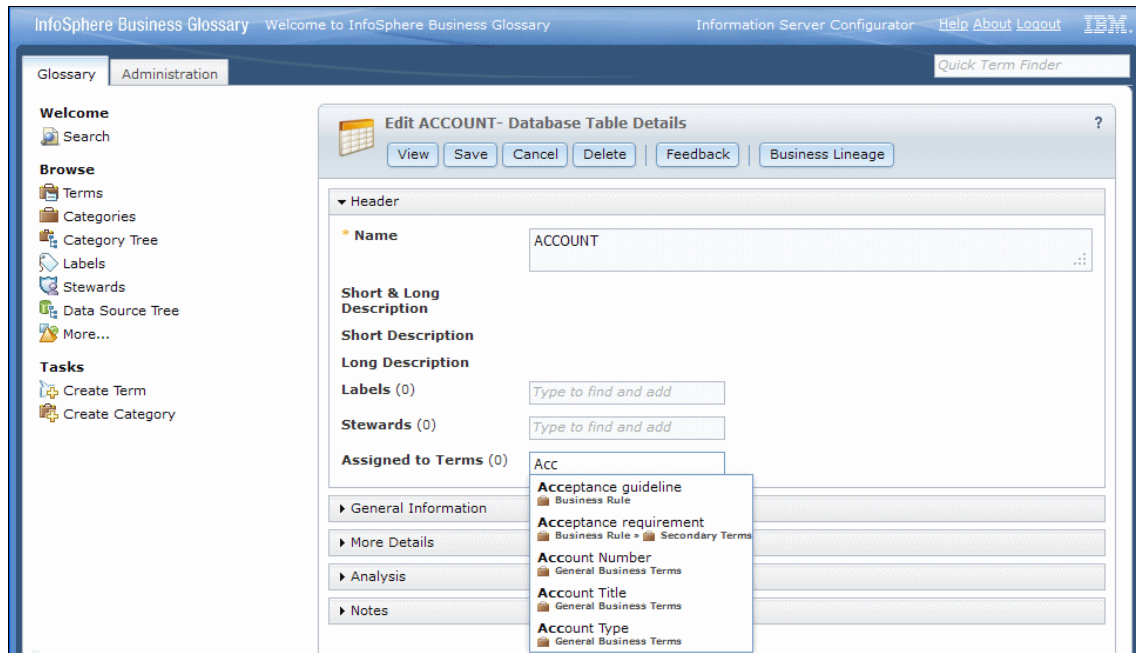 InfoSphere Business Glossary Welcome to InfoSphere Business Glossary Information Server Configurator Help About Logout IBM.
Glossary Administration Quick Term Finder
Welcome
Search
Browse
Terms
Categories
Category Tree
Labels
Stewards
Data Source Tree
More...
Tasks
Create Term
Create Category
Edit ACCOUNT- Database Table Details ?
View Save Cancel Delete | Feedback | Business Lineage
Header
* Name ACCOUNT
Short & Long
Description
Short Description
Long Description
Labels (0) Type to find and add
Stewards (0) Type to find and add
Assigned to Terms (0) Acc
Acceptance guideline
Business Rule
Acceptance requirement
Business Rule » Secondary Terms
Account Number
General Business Terms
Account Title
General Business Terms
Account Type
General Business Terms
General Information
More Details
Analysis
Notes